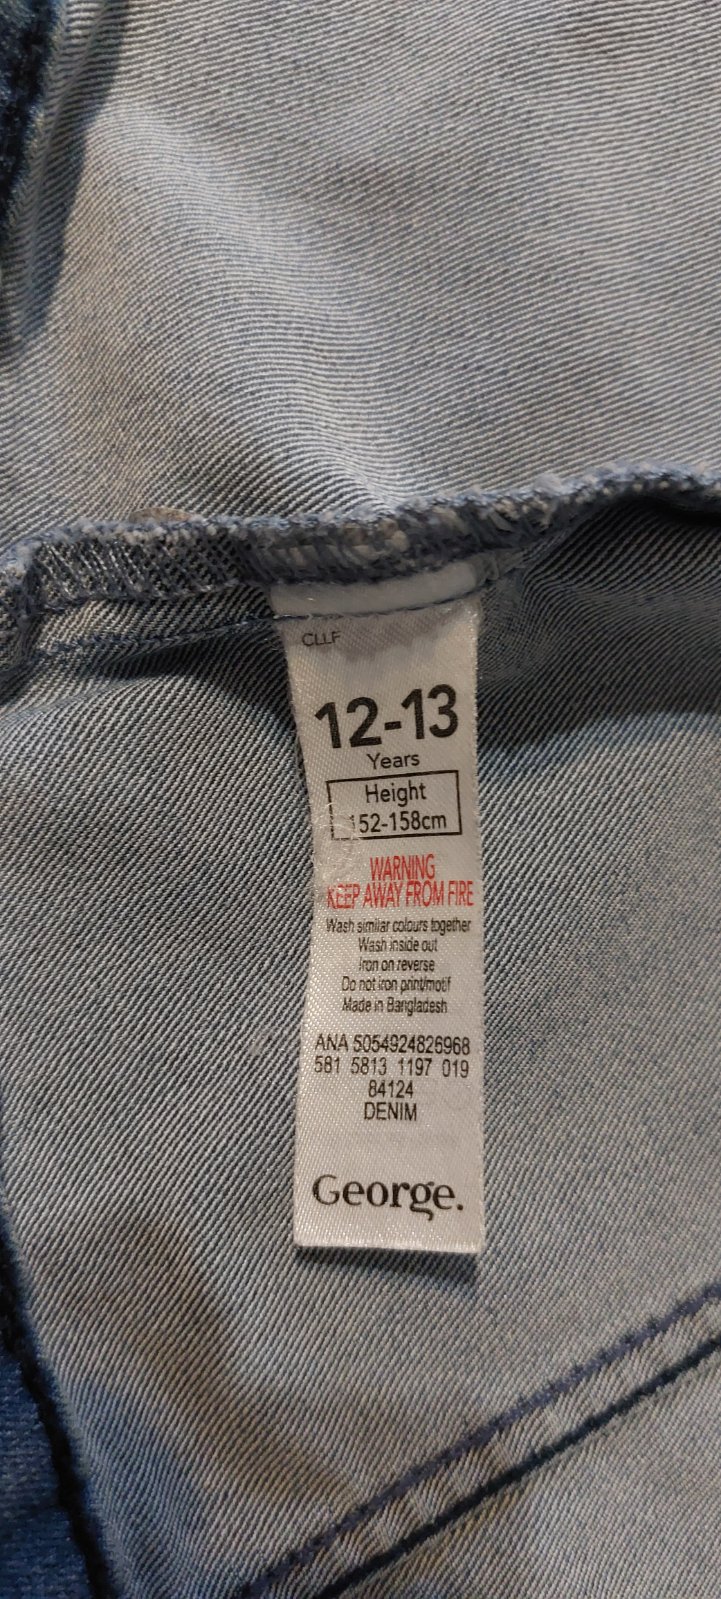 CLLF
12-13
Years
Height
152-158cm
WARNING
KEEP AWAY FROM FIRE
Wash similar colours together
Wash inside out
Iron on reverse
Do not iron print/motif
Made in Bangladesh
ANA 5054924826968
581 5813 1197 019
84124
DENIM
George.